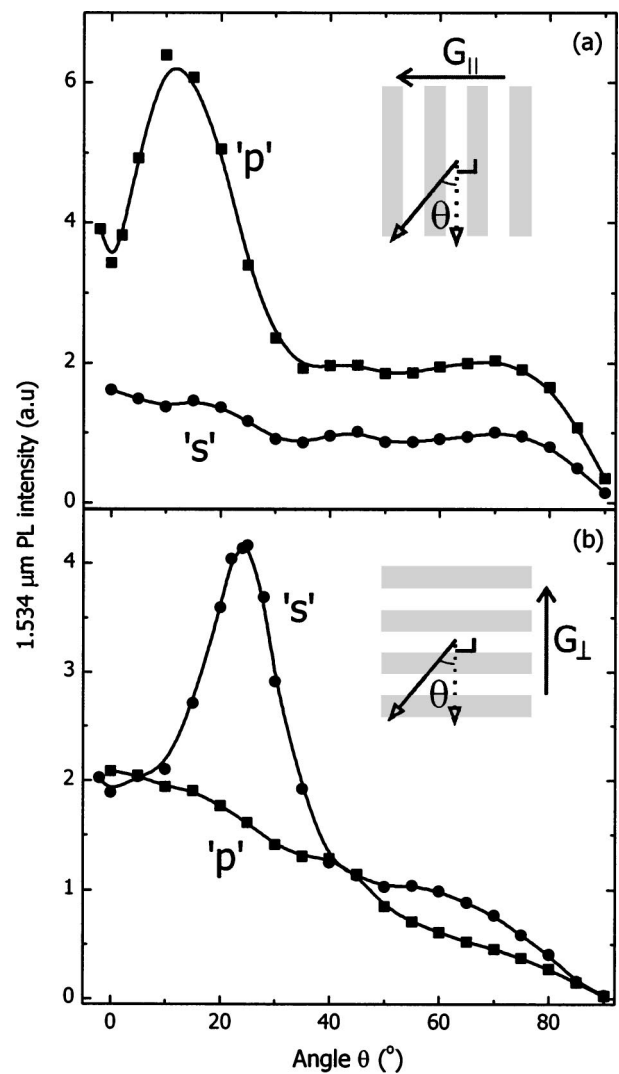 (a)
G||
6
'p'
θ
4
2
's'
0
1.534 µm PL intensity (a.u)
(b)
4
's'
G⊥
3
θ
2
'p'
1
0
0 20 40 60 80
Angle θ (°)